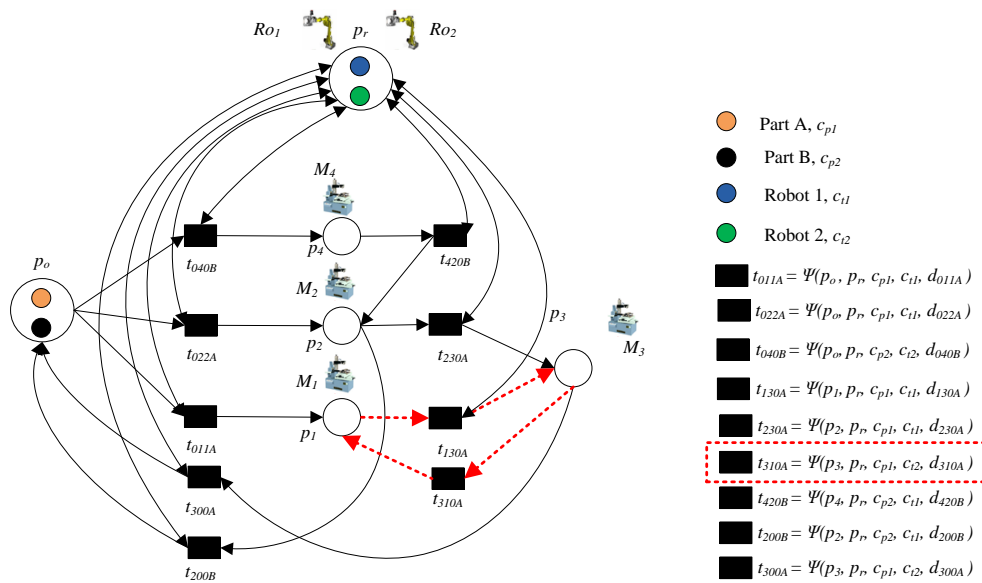 Ro1
pr
Ro2
M4
p4
t040B
t420B
po
M2
p2
t022A
t230A
p3
M3
M1
p1
t011A
t130A
t310A
t300A
t200B
Part A, cp1
Part B, cp2
Robot 1, ct1
Robot 2, ct2
t011A = Ψ(po, pr, cp1, ct1, d011A)
t022A = Ψ(po, pr, cp1, ct1, d022A)
t040B = Ψ(po, pr, cp2, ct2, d040B)
t130A = Ψ(p1, pr, cp1, ct1, d130A)
t230A = Ψ(p2, pr, cp1, ct1, d230A)
t310A = Ψ(p3, pr, cp1, ct2, d310A)
t420B = Ψ(p4, pr, cp2, ct1, d420B)
t200B = Ψ(p2, pr, cp2, ct1, d200B)
t300A = Ψ(p3, pr, cp1, ct2, d300A)